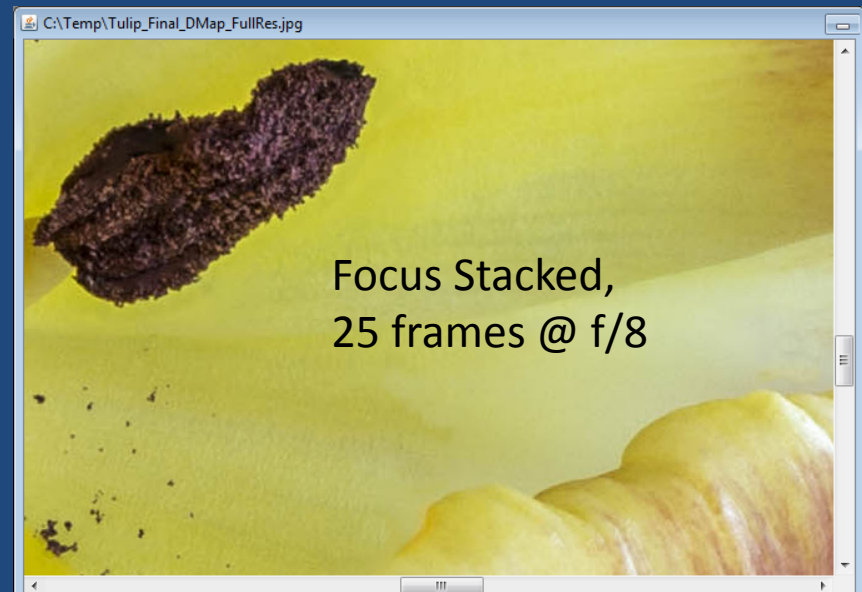 C:\Temp\Tulip_Final_DMap_FullRes.jpg
Focus Stacked,
25 frames @ f/8